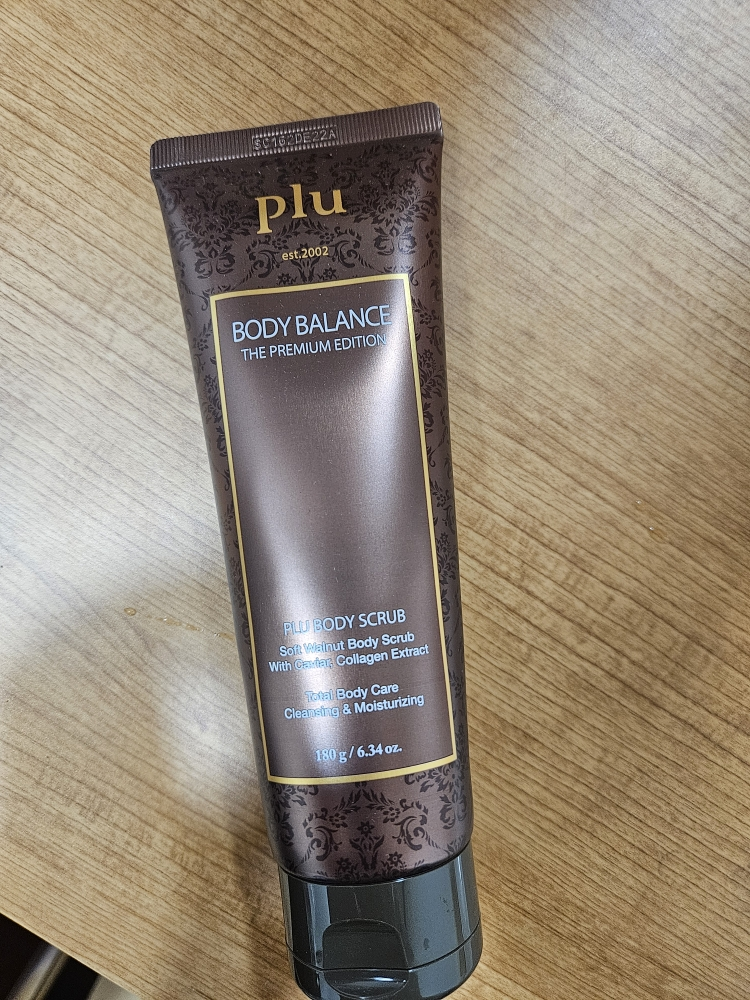 SC162DE22A
plu
est.2002
BODY BALANCE
THE PREMIUM EDITION
PLU BODY SCRUB
Soft Walnut Body Scrub
With Caviar, Collagen Extract
Total Body Care
Cleansing & Moisturizing
180 g / 6.34 oz.